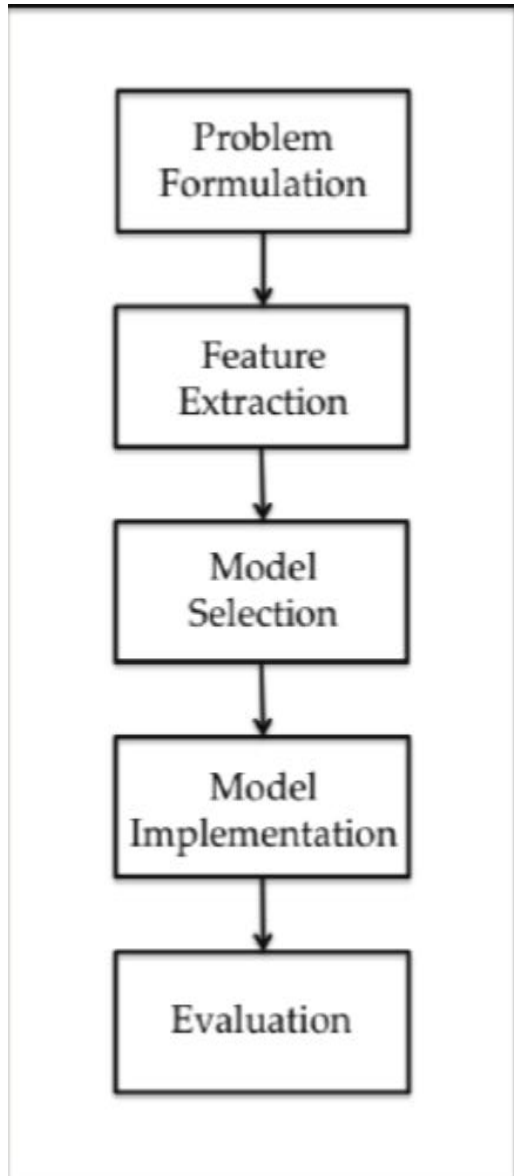 Problem
Formulation
Feature
Extraction
Model
Selection
Model
Implementation
Evaluation